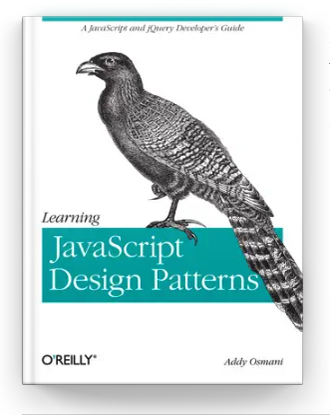 A JavaScript and jQuery Developer's Guide
Learning
JavaScript
Design Patterns
O'REILLY®
Addy Osmani